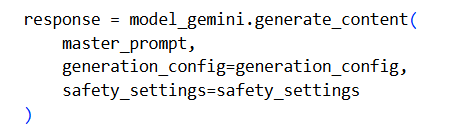 response = model_gemini.generate_content(
    master_prompt,
    generation_config=generation_config,
    safety_settings=safety_settings
)